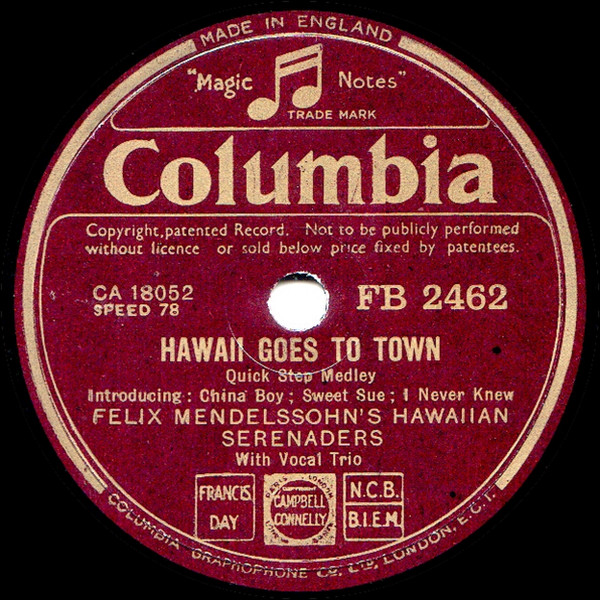 MADE IN ENGLAND
"Magic Notes"
TRADE MARK
Columbia
Copyright,patented Record. Not to be publicly performed
without licence or sold below price fixed by patentees.
CA 18052
SPEED 78
FB 2462
HAWAII GOES TO TOWN
Quick Step Medley
Introducing: China Boy; Sweet Sue; I Never Knew
FELIX MENDELSSOHN'S HAWAIIAN
SERENADERS
With Vocal Trio
FRANCIS,
DAY
PARIS LONDON
COPYRIGHT
CAMPBELL
CONNELLY
N.C.B.
B.I.E.M.
COLUMBIA GRAPHOPHONE CO. LTD, LONDON, E.C.1.